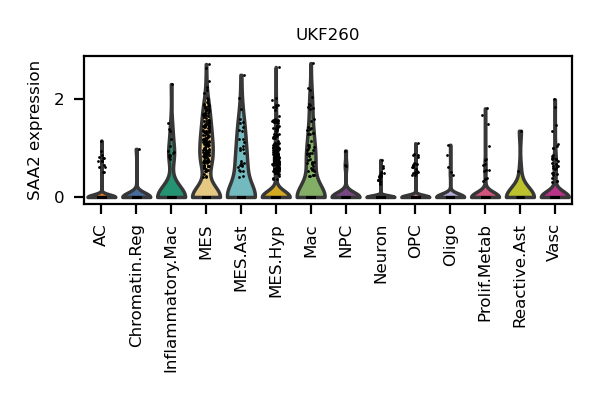 UKF260
SAA2 expression
2
0
AC
Chromatin.Reg
Inflammatory.Mac
MES
MES.Ast
MES.Hyp
Mac
NPC
Neuron
OPC
Oligo
Prolif.Metab
Reactive.Ast
Vasc